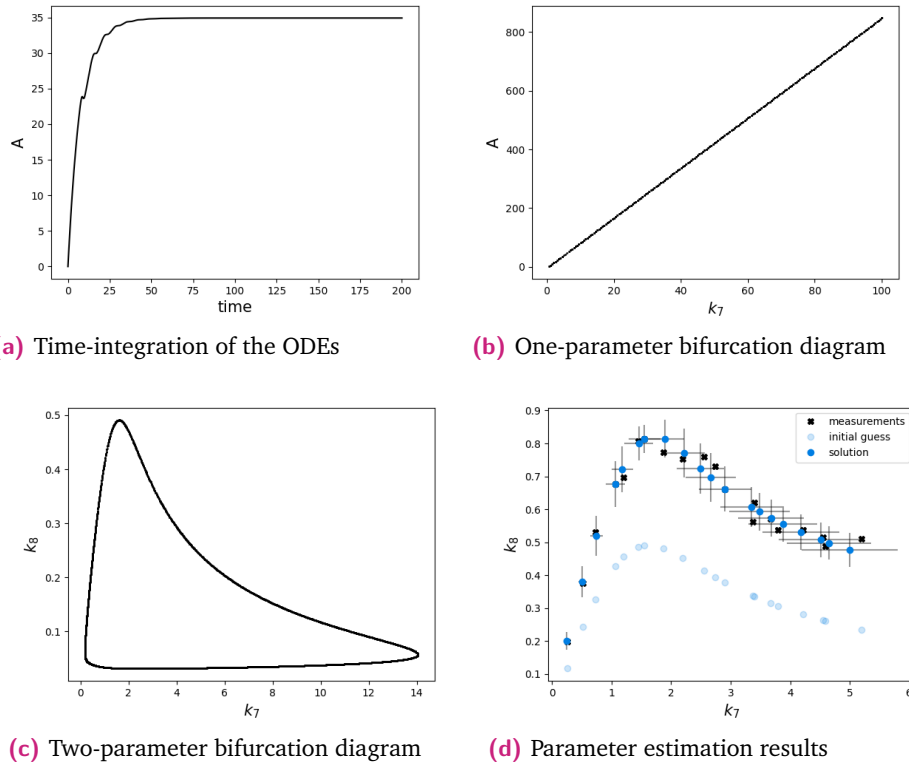 35
30
25
20
15
10
5
0
A
0 25 50 75 100 125 150 175 200
time
a) Time-integration of the ODEs
800
600
400
200
0
A
0 20 40 60 80 100
k7
(b) One-parameter bifurcation diagram
0.5
0.4
0.3
0.2
0.1
k8
0 2 4 6 8 10 12 14
k7
(c) Two-parameter bifurcation diagram
0.9
0.8
0.7
0.6
0.5
0.4
0.3
0.2
0.1
k8
measurements
initial guess
solution
0 1 2 3 4 5 6
k7
(d) Parameter estimation results